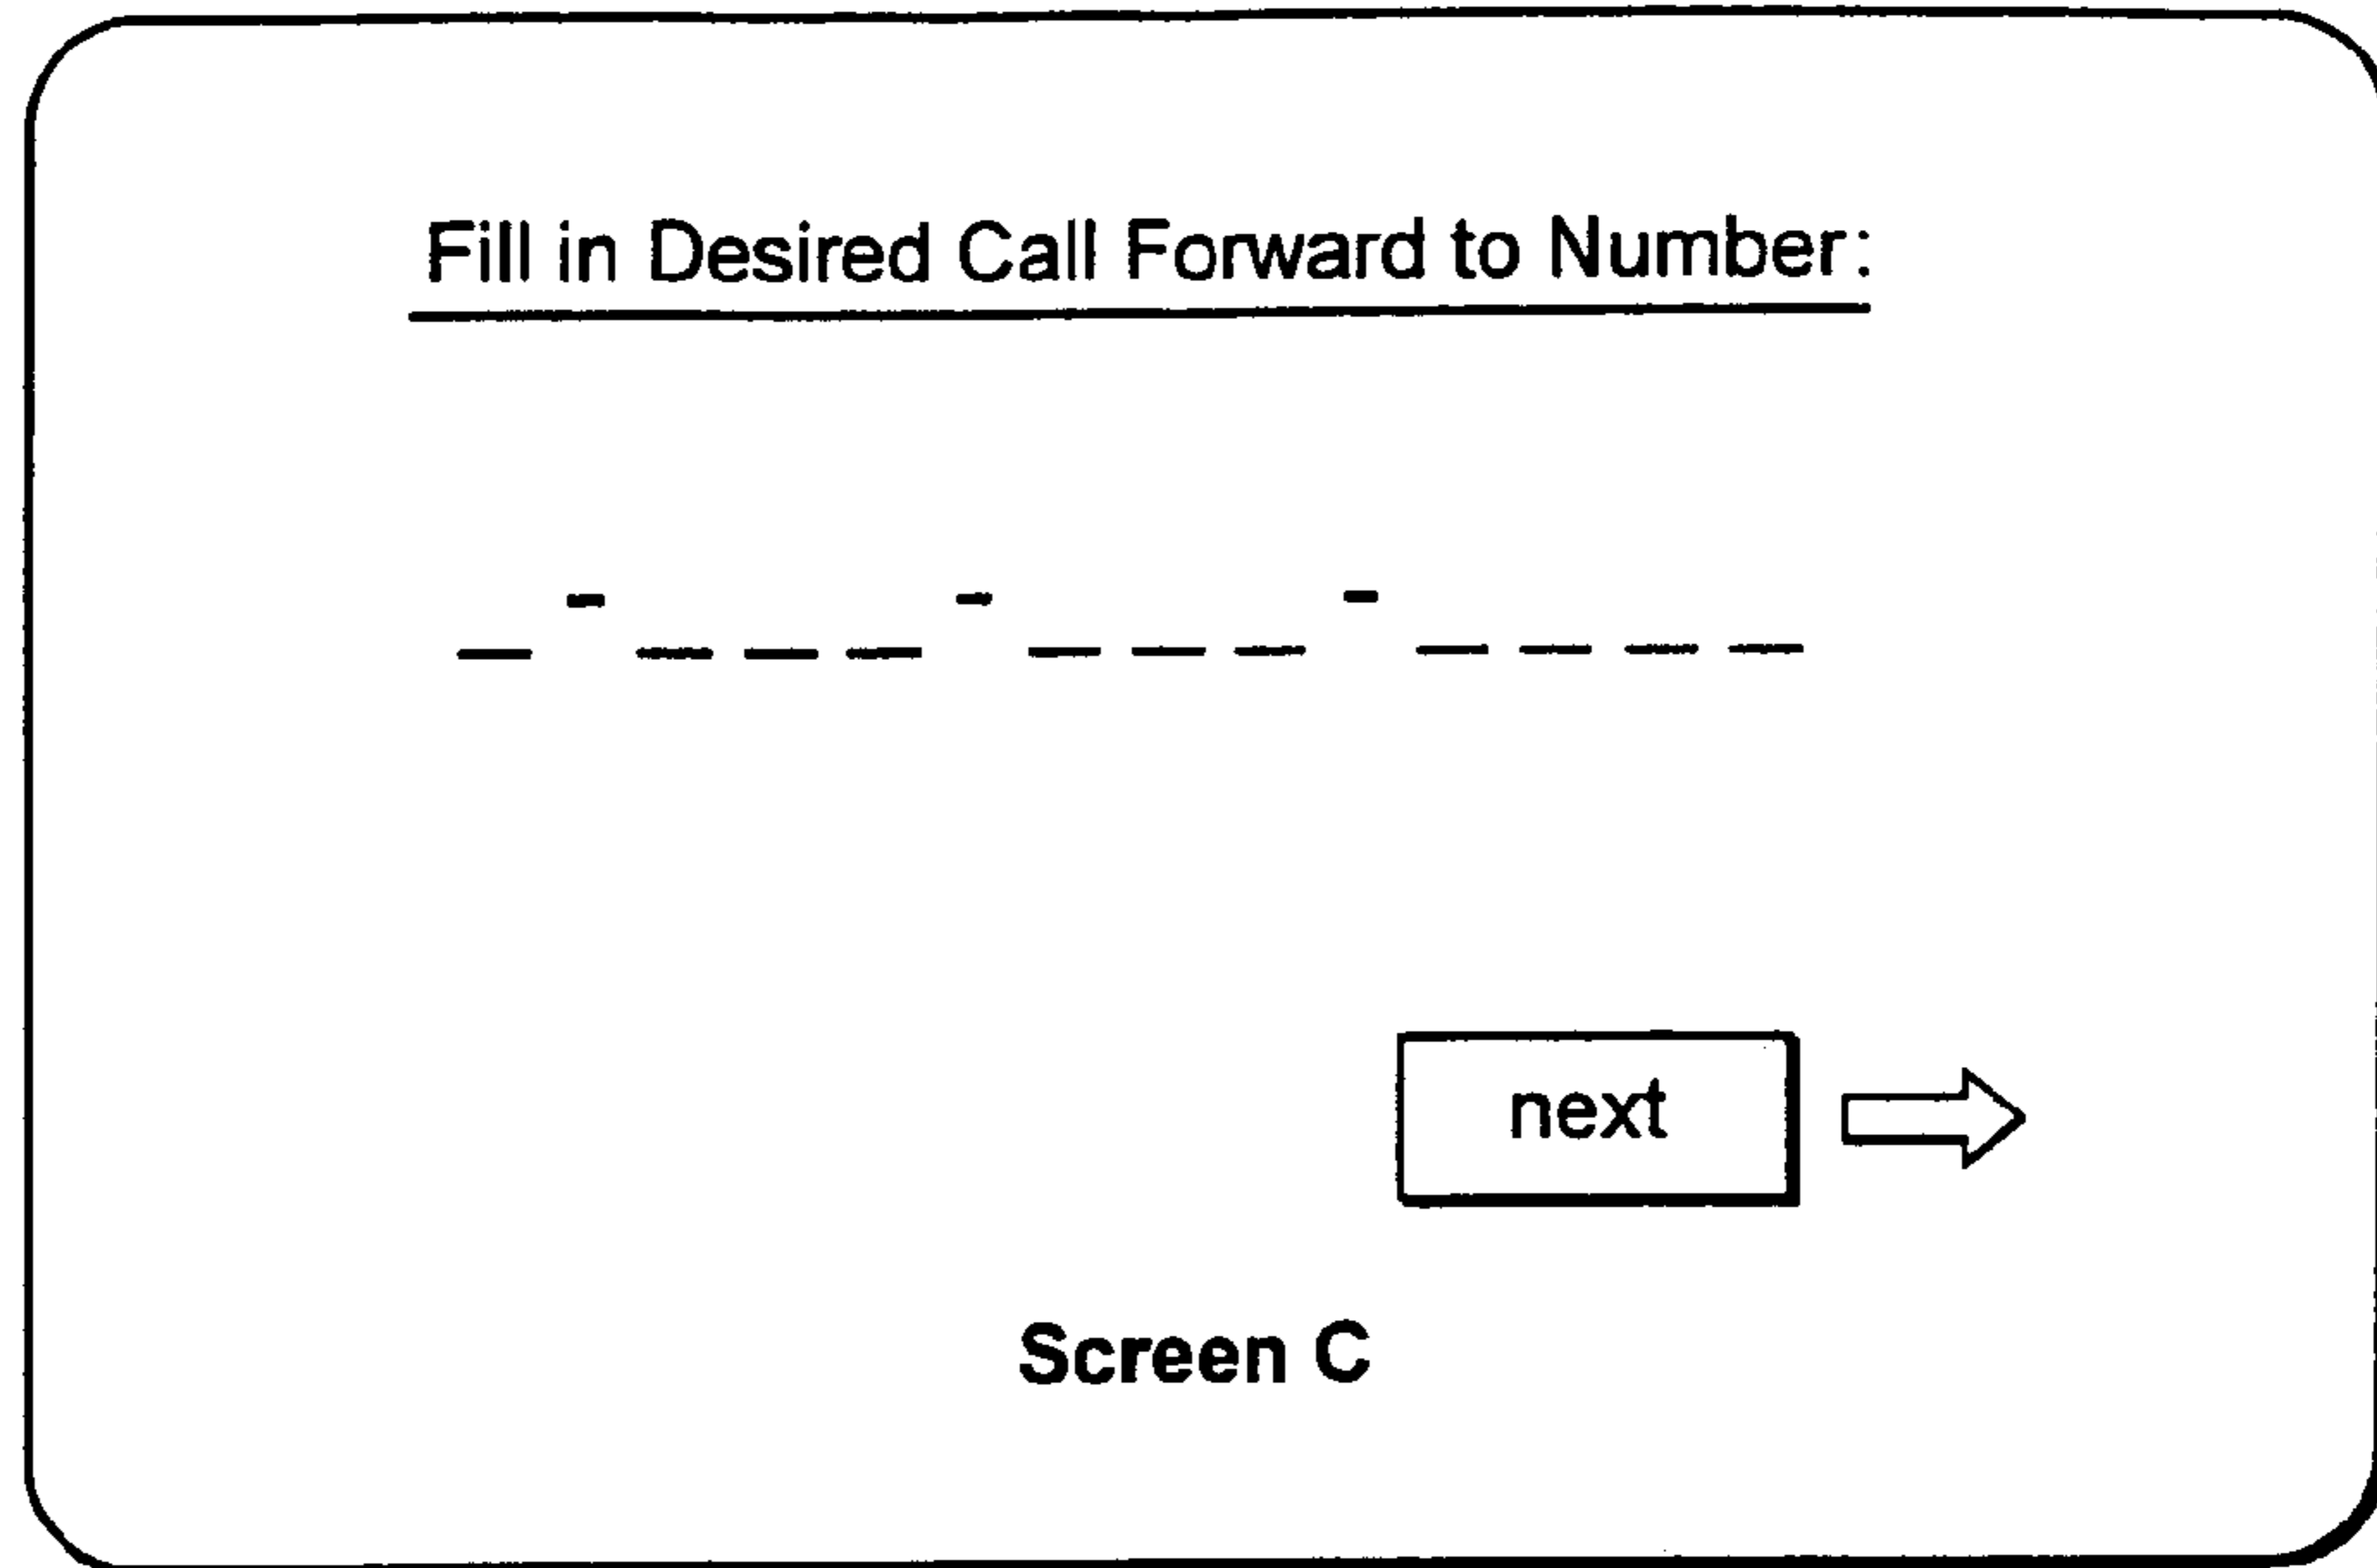 Fill in Desired Call Forward to Number:
_ - _ _ _ - _ _ _ - _ _ _ _
next
Screen C